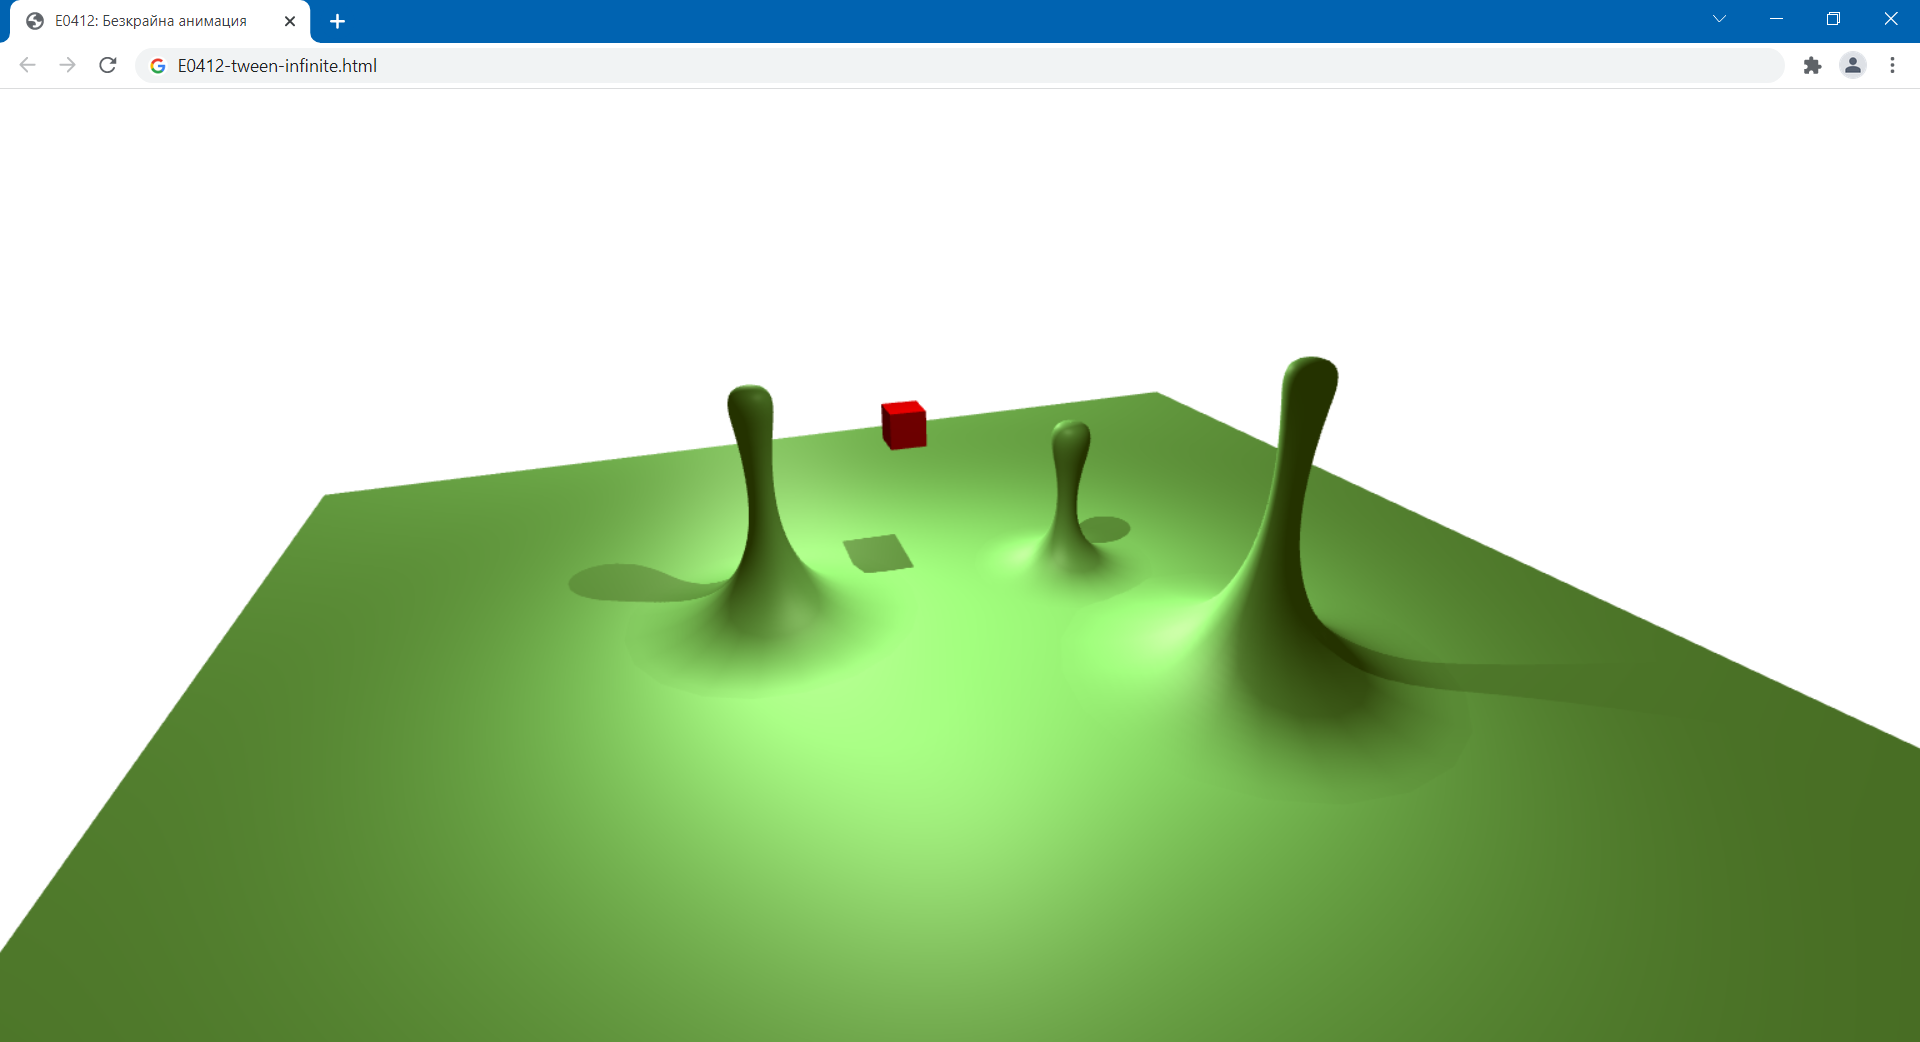 E0412: Безкрайна анимация
E0412-tween-infinite.html